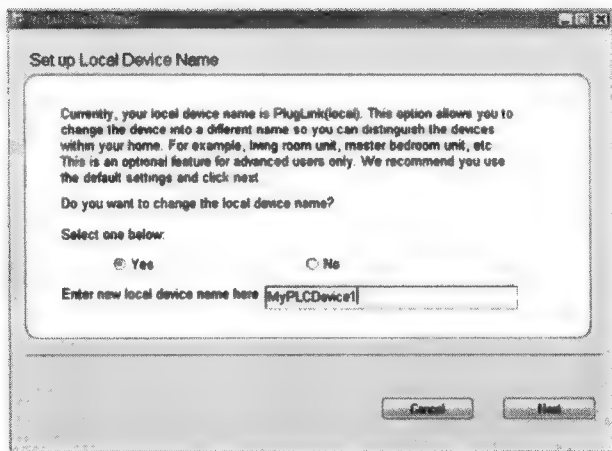 Set up Local Device Name
Currently, your local device name is PlugLink(local). This option allows you to
change the device into a different name so you can distinguish the devices
within your home. For example, living room unit, master bedroom unit, etc
This is an optional feature for advanced users only. We recommend you use
the default settings and click next
Do you want to change the local device name?
Select one below:
Yes No
Enter new local device name here MyPLCDevice1
Cancel Next